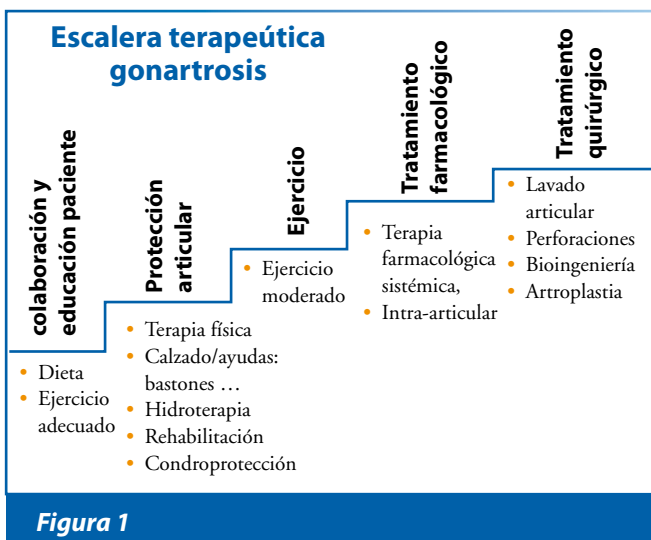 Escalera terapeútica
gonartrosis
colaboración y
educación paciente
• Dieta
• Ejercicio
adecuado
Protección
articular
• Terapia física
• Calzado/ayudas:
bastones …
• Hidroterapia
• Rehabilitación
• Condroprotección
Ejercicio
• Ejercicio
moderado
Tratamiento
farmacológico
• Terapia
farmacológica
sistémica,
• Intra-articular
Tratamiento
quirúrgico
• Lavado
articular
• Perforaciones
• Bioingeniería
• Artroplastia
Figura 1